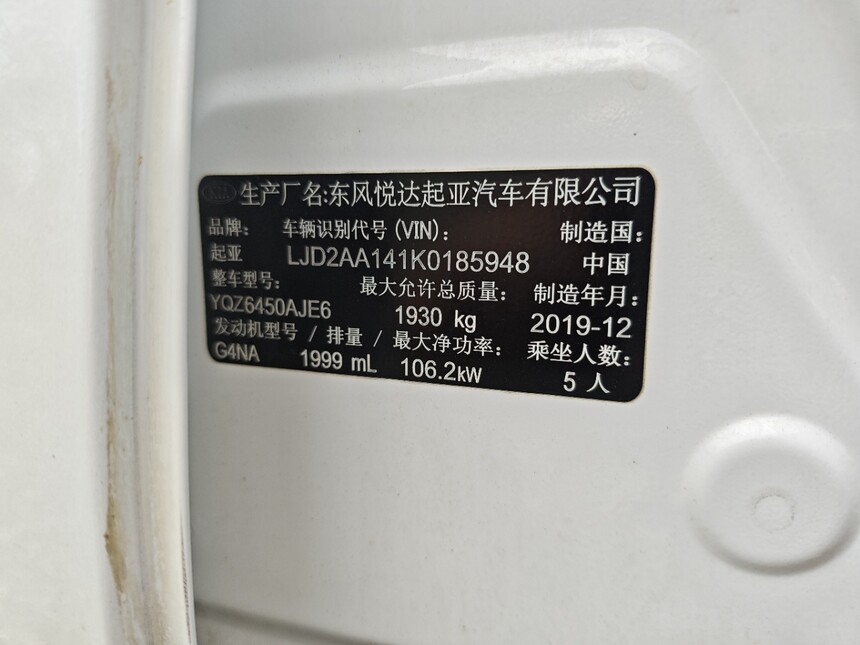 KIA 生产厂名:东风悦达起亚汽车有限公司
品牌: 车辆识别代号(VIN): 制造国:
起亚 LJD2AA141K0185948 中国
整车型号: 最大允许总质量: 制造年月:
YQZ6450AJE6 1930 kg 2019-12
发动机型号 / 排量 / 最大净功率: 乘坐人数:
G4NA 1999 mL 106.2kW 5 人